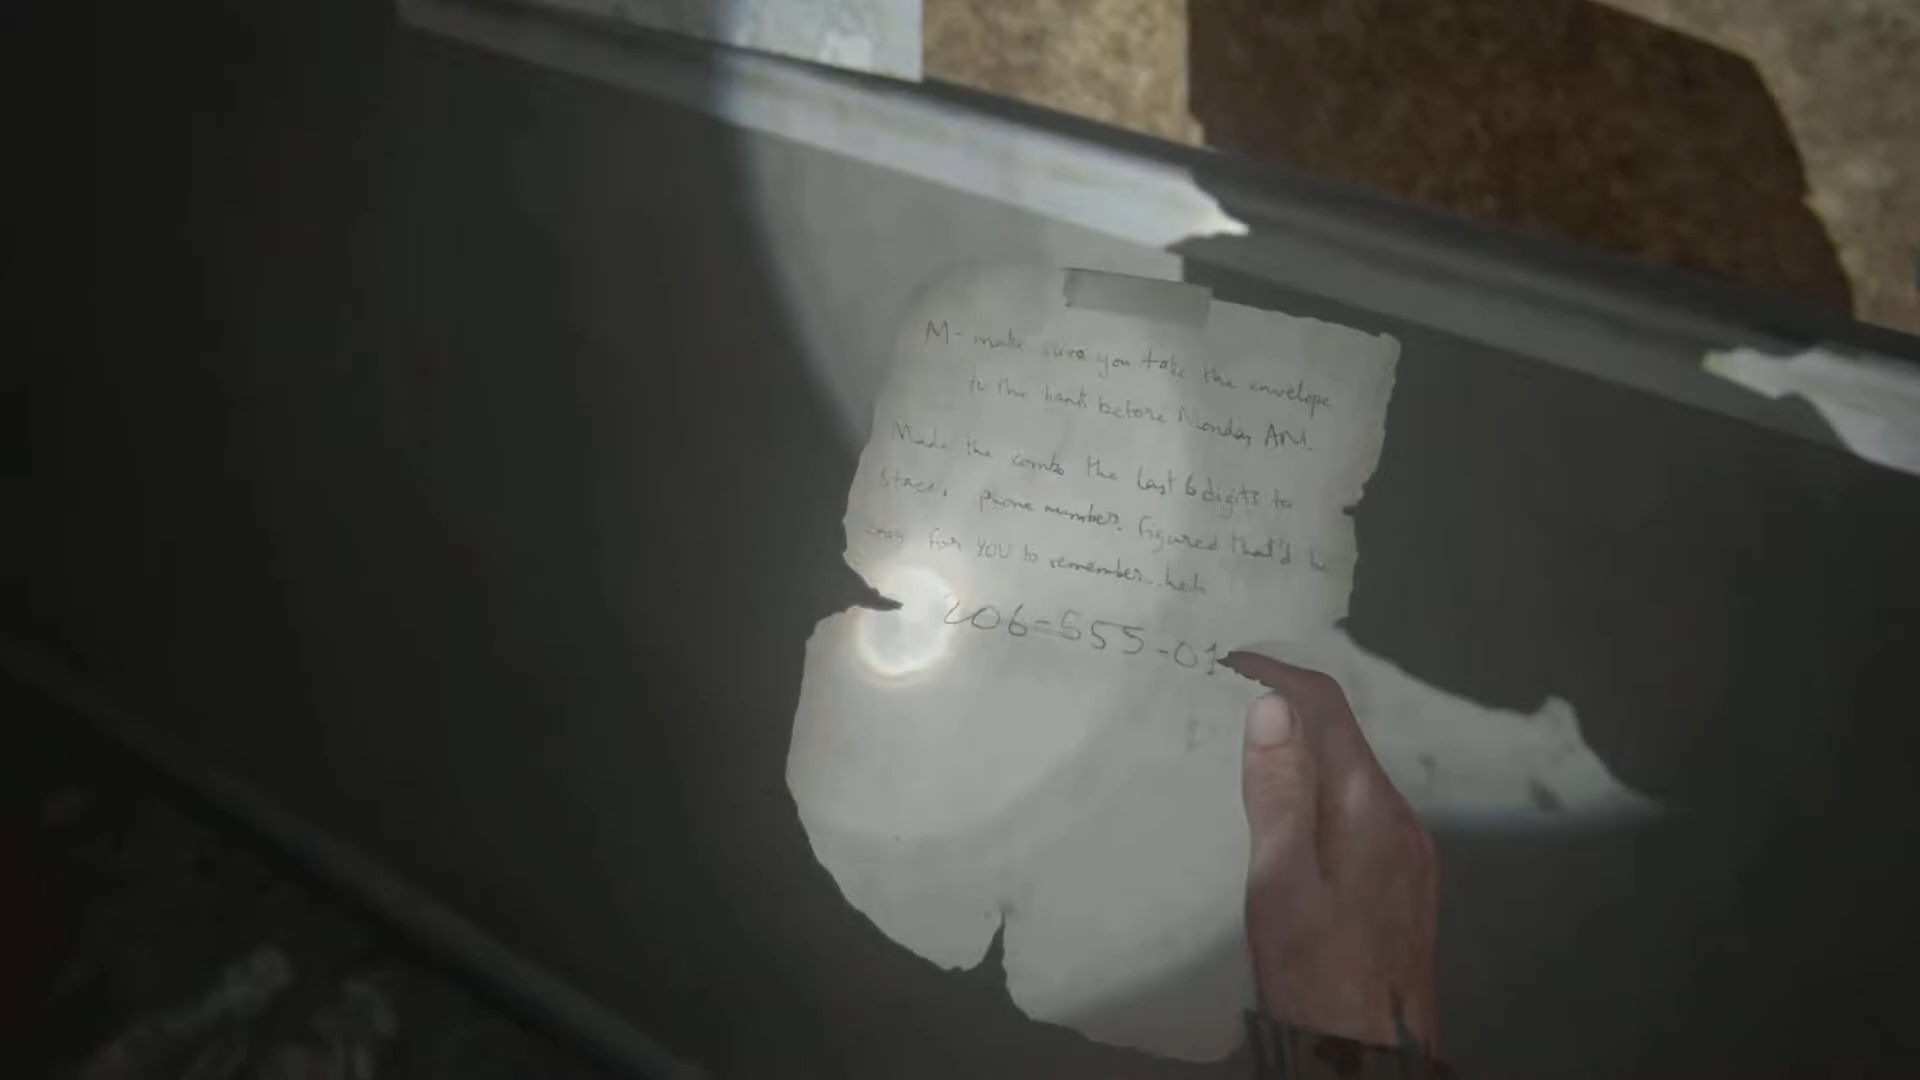 M- make sure you take the envelope
to the bank before Monday AM.
Made the combo the last 6 digits to
phone number. Figured that'd be
easy for YOU to remember...heh
206-555-01